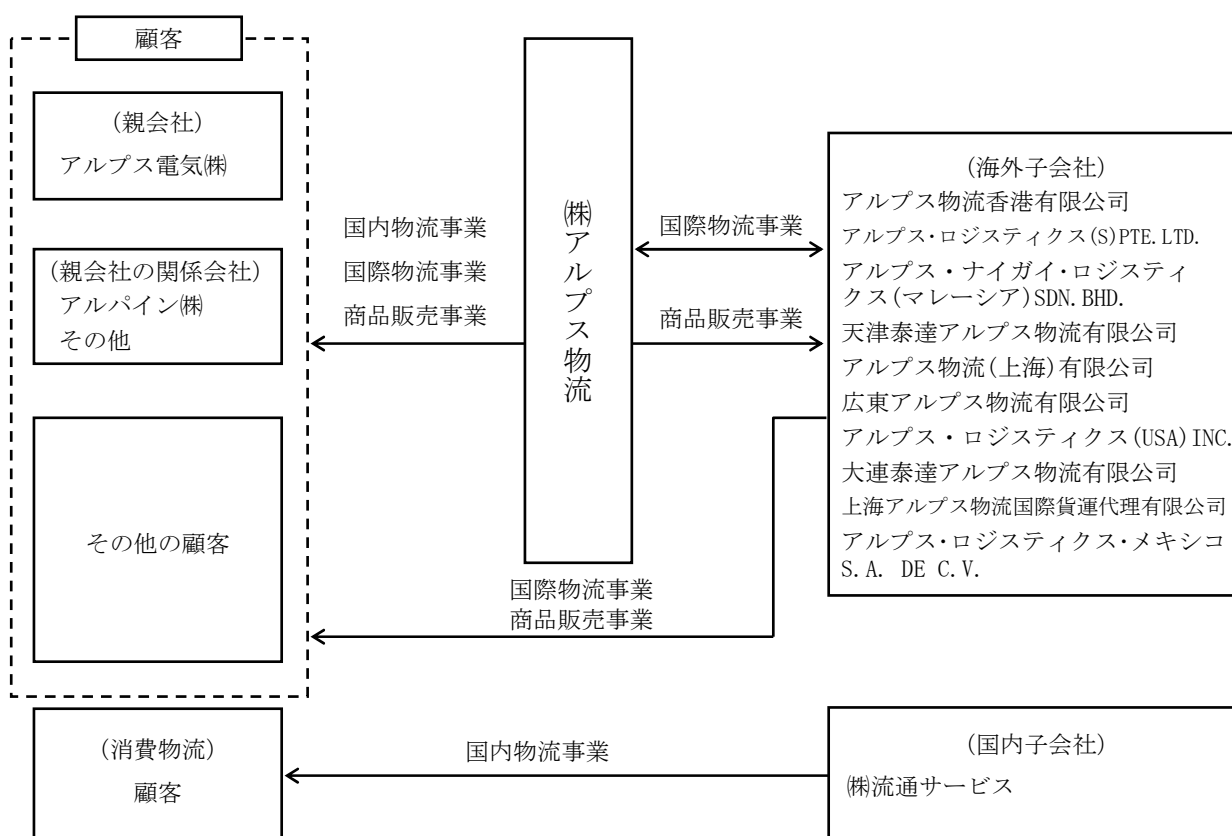 顧客
(親会社)
アルプス電気㈱
(親会社の関係会社)
アルパイン㈱
その他
その他の顧客
国内物流事業
国際物流事業
商品販売事業
㈱アルプス物流
国際物流事業
商品販売事業
(海外子会社)
アルプス物流香港有限公司
アルプス・ロジスティクス(S)PTE.LTD.
アルプス・ナイガイ・ロジスティ
クス(マレーシア)SDN.BHD.
天津泰達アルプス物流有限公司
アルプス物流(上海)有限公司
広東アルプス物流有限公司
アルプス・ロジスティクス(USA)INC.
大連泰達アルプス物流有限公司
上海アルプス物流国際貨運代理有限公司
アルプス・ロジスティクス・メキシコ
S.A. DE C.V.
国際物流事業
商品販売事業
(消費物流)
顧客
国内物流事業
(国内子会社)
㈱流通サービス